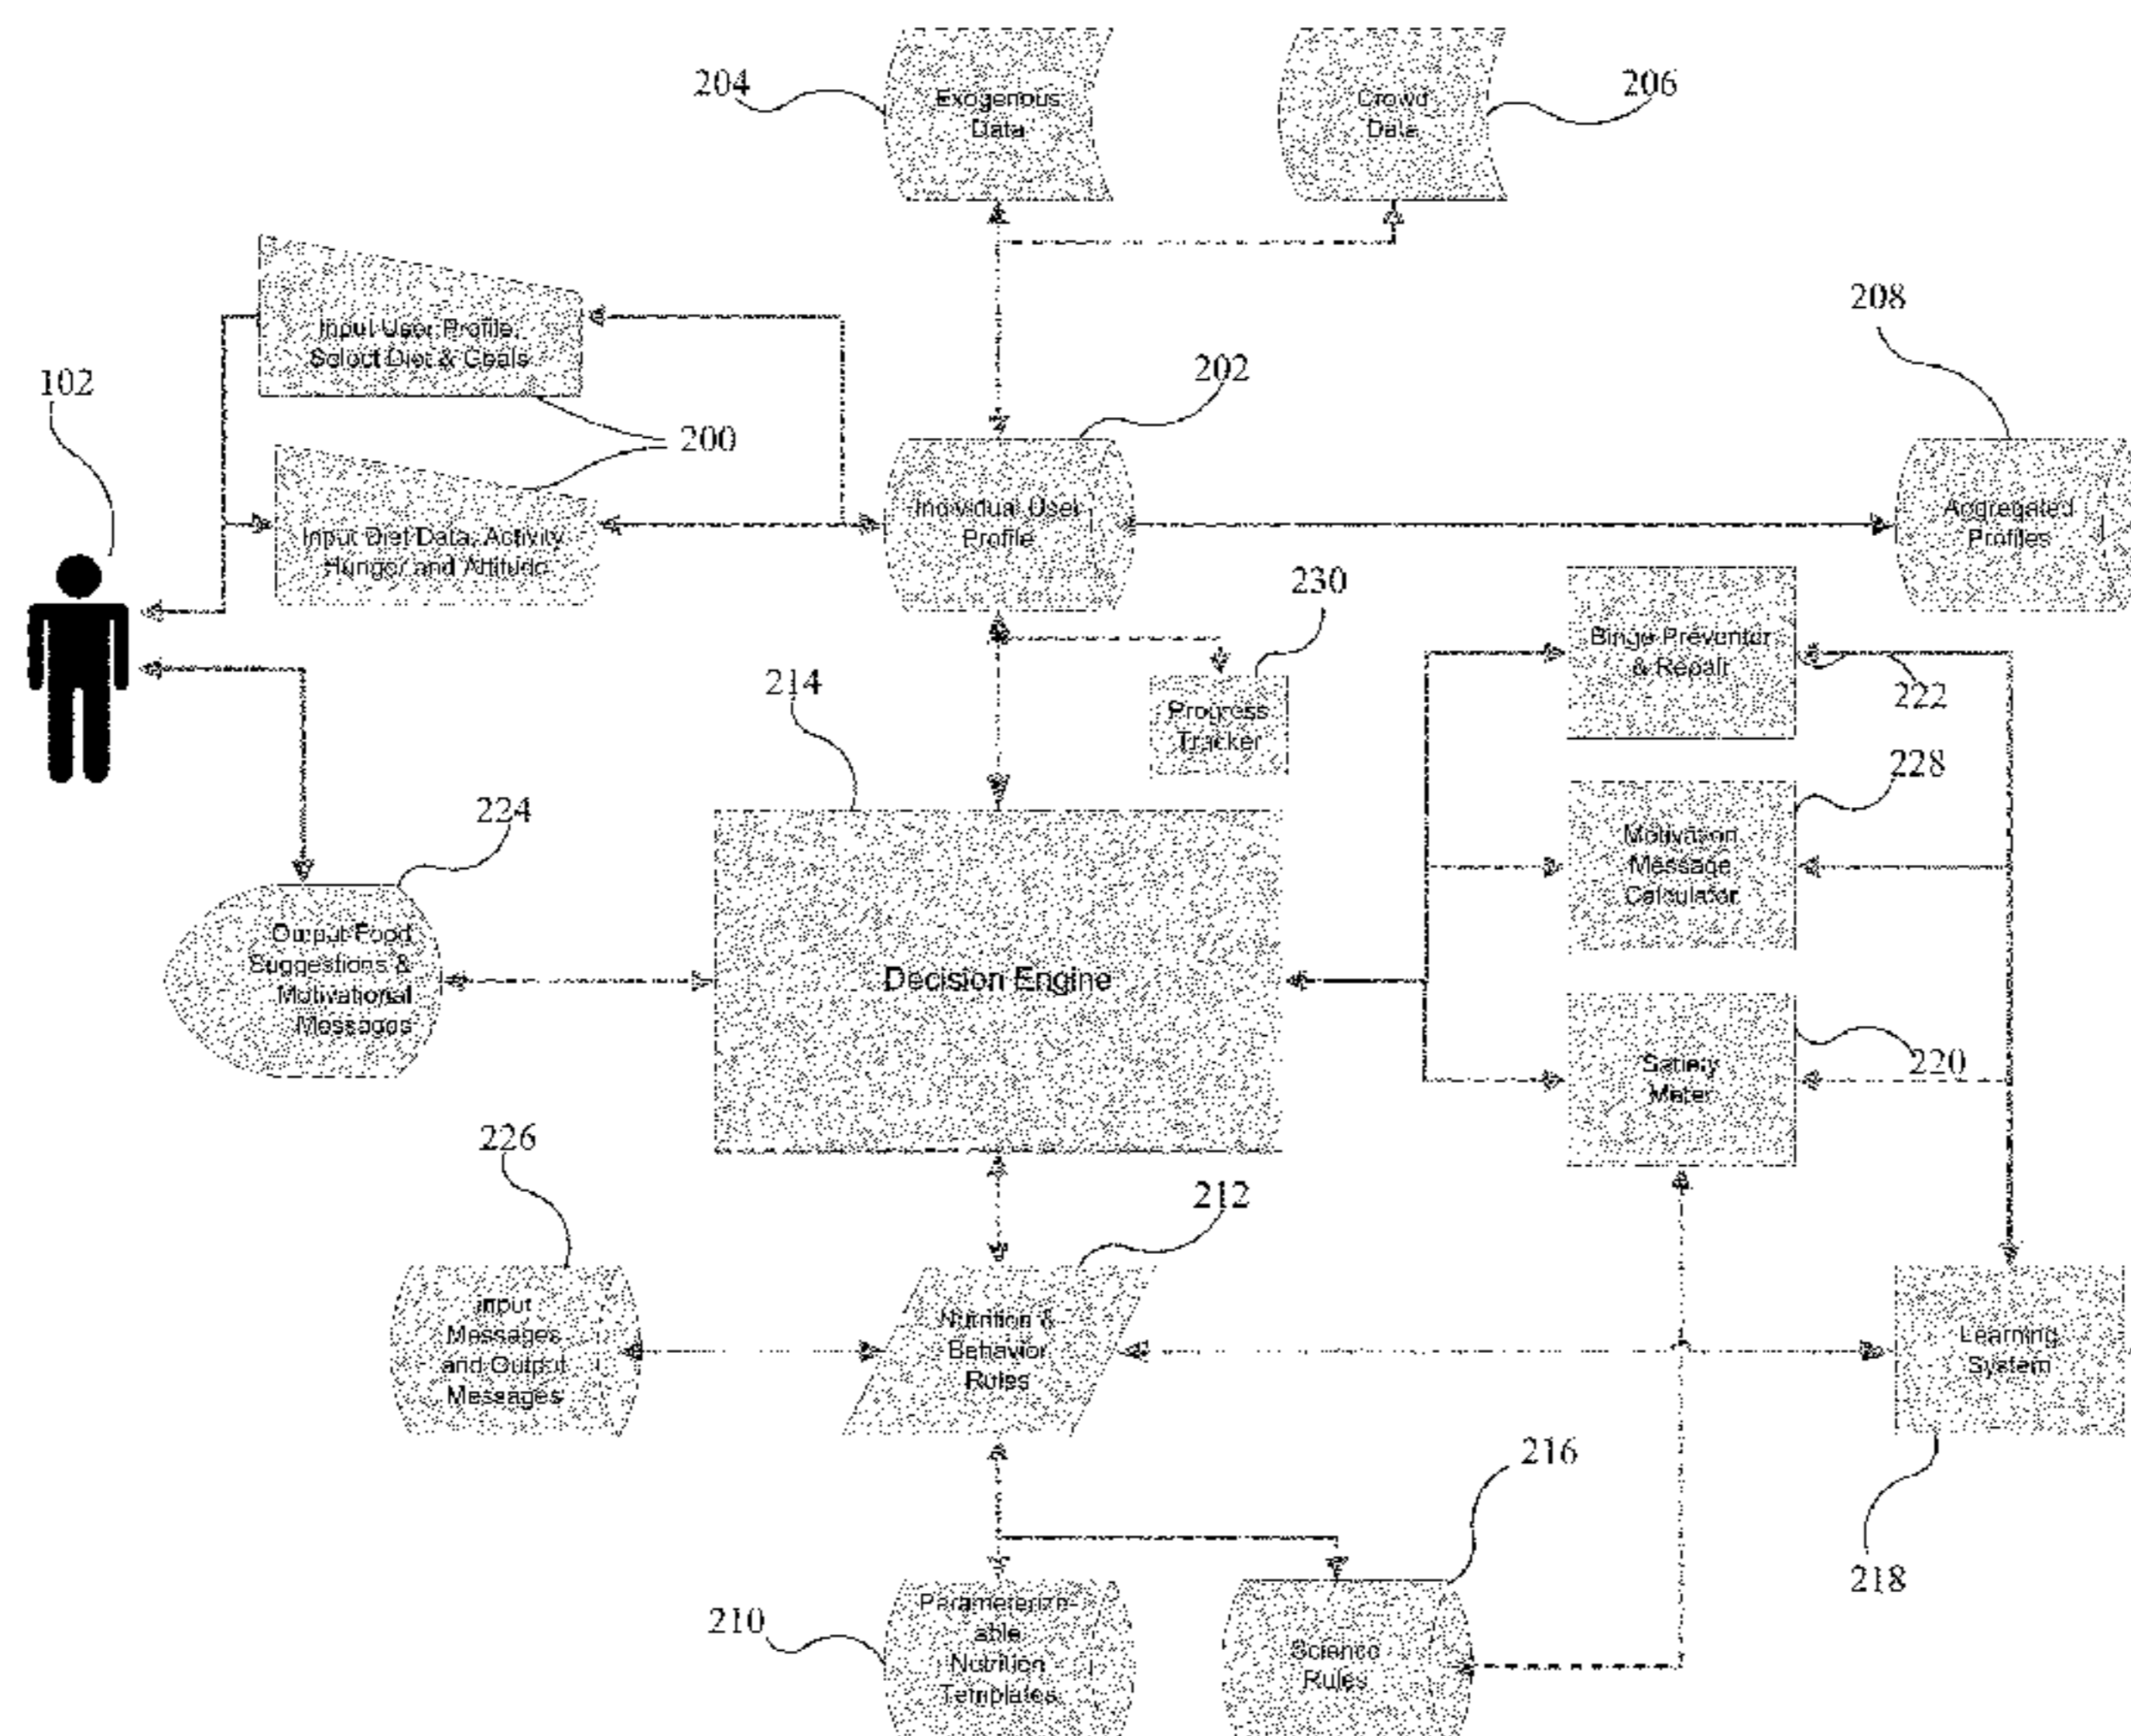 204
Exogenous
Data
Crowd
Data
206
Input User Profile,
Select Diet & Goals
200
Input Diet Data, Activity,
Hunger and Attitude
102
202
Individual User
Profile
208
Aggregated
Profiles
230
Progress
Tracker
Binge Preventer
& Repair
222
214
Decision Engine
228
Motivation
Message
Calculator
224
Output Food
Suggestions &
Motivational
Messages
220
Satiety
Meter
226
Input
Messages
and Output
Messages
212
Nutrition &
Behavior
Rules
Learning
System
218
216
210
Parameteriz-
able
Nutrition
Templates
Science
Rules